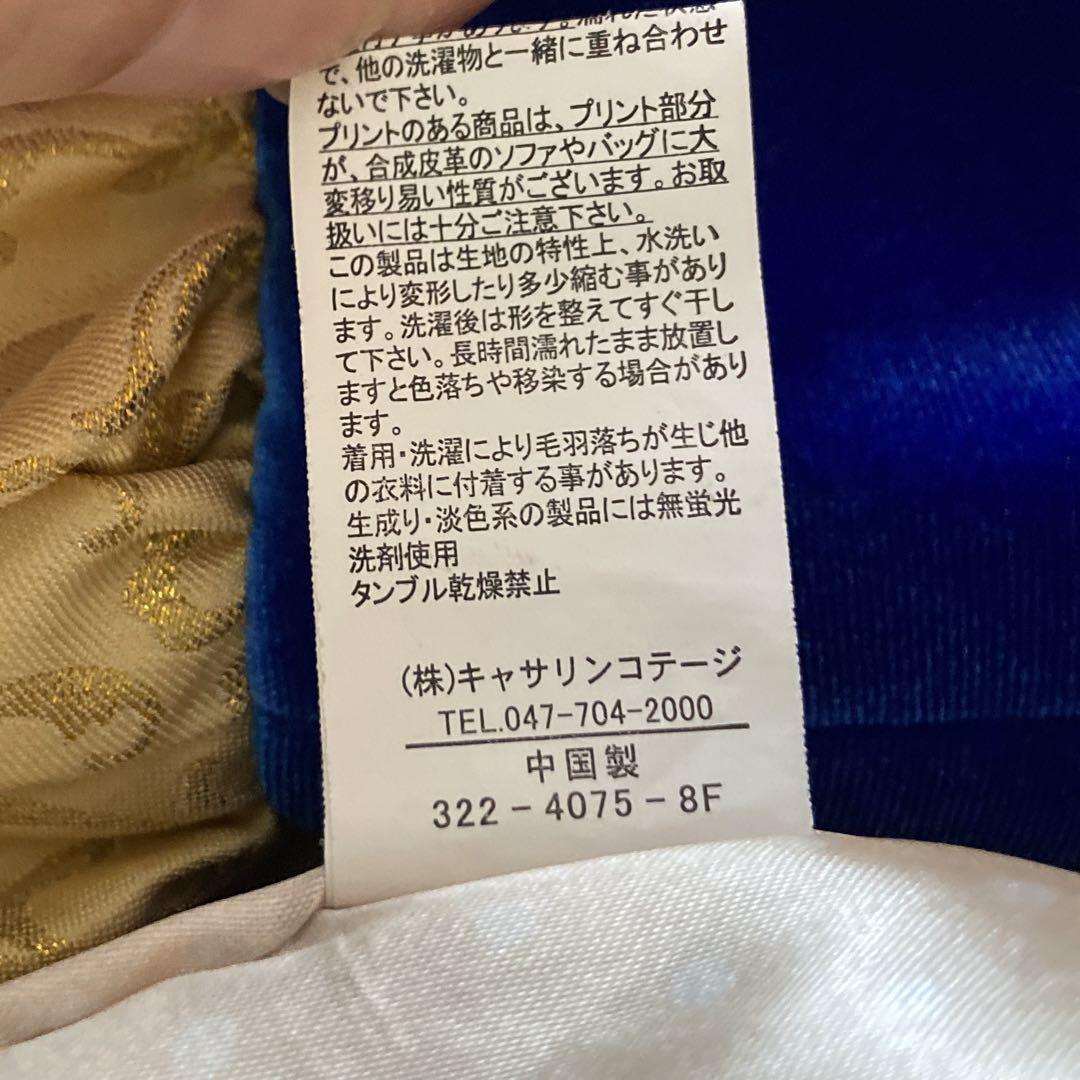 で、他の洗濯物と一緒に重ね合わせ
ないで下さい。
プリントのある商品は、プリント部分
が、合成皮革のソファやバッグに大
変移り易い性質がございます。お取
扱いには十分ご注意下さい。
この製品は生地の特性上、水洗い
により変形したり多少縮む事があり
ます。洗濯後は形を整えてすぐ干し
て下さい。長時間濡れたまま放置し
ますと色落ちや移染する場合があり
ます。
着用・洗濯により毛羽落ちが生じ他
の衣料に付着する事があります。
生成り・淡色系の製品には無蛍光
洗剤使用
タンブル乾燥禁止
(株)キャサリンコテージ
TEL.047-704-2000
中国製
322-4075-8F